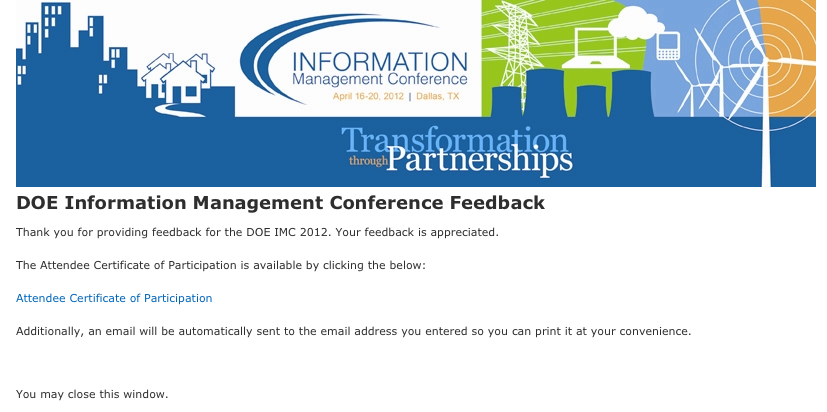 INFORMATION
Management Conference
April 16-20, 2012 | Dallas, TX
Transformation
through Partnerships
DOE Information Management Conference Feedback
Thank you for providing feedback for the DOE IMC 2012. Your feedback is appreciated.
The Attendee Certificate of Participation is available by clicking the below:
Attendee Certificate of Participation
Additionally, an email will be automatically sent to the email address you entered so you can print it at your convenience.
You may close this window.